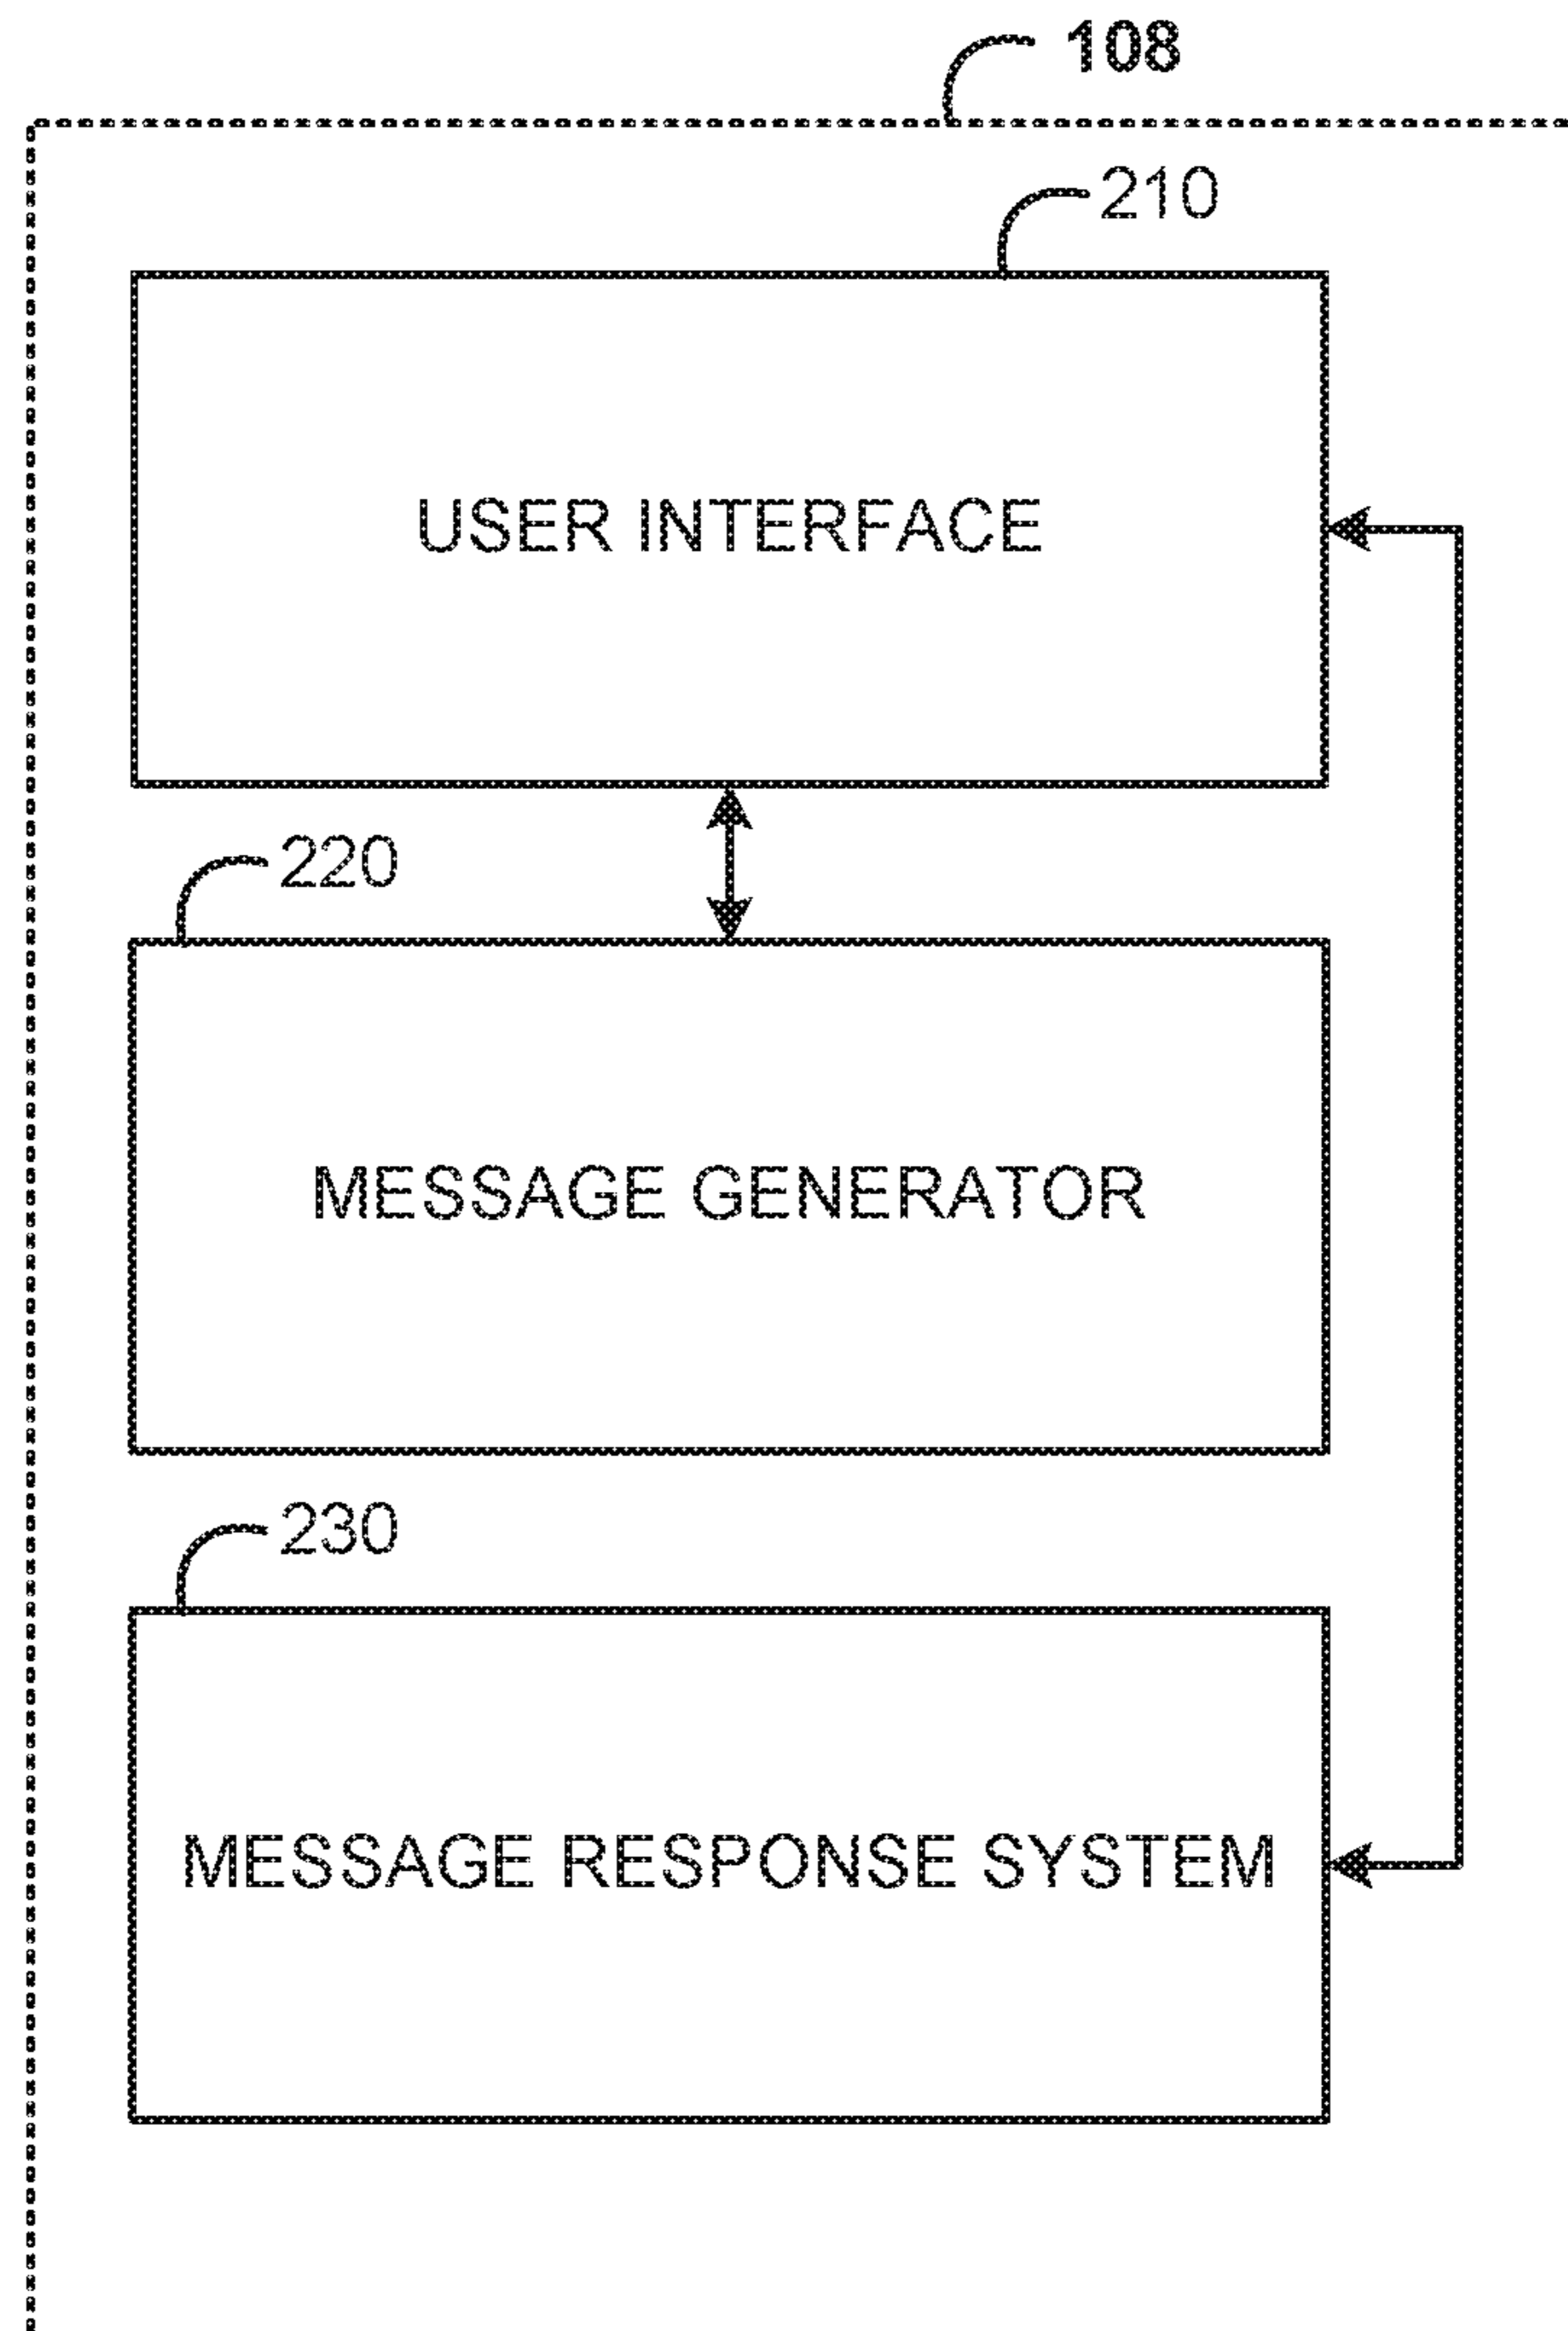 108
210
USER INTERFACE
220
MESSAGE GENERATOR
230
MESSAGE RESPONSE SYSTEM